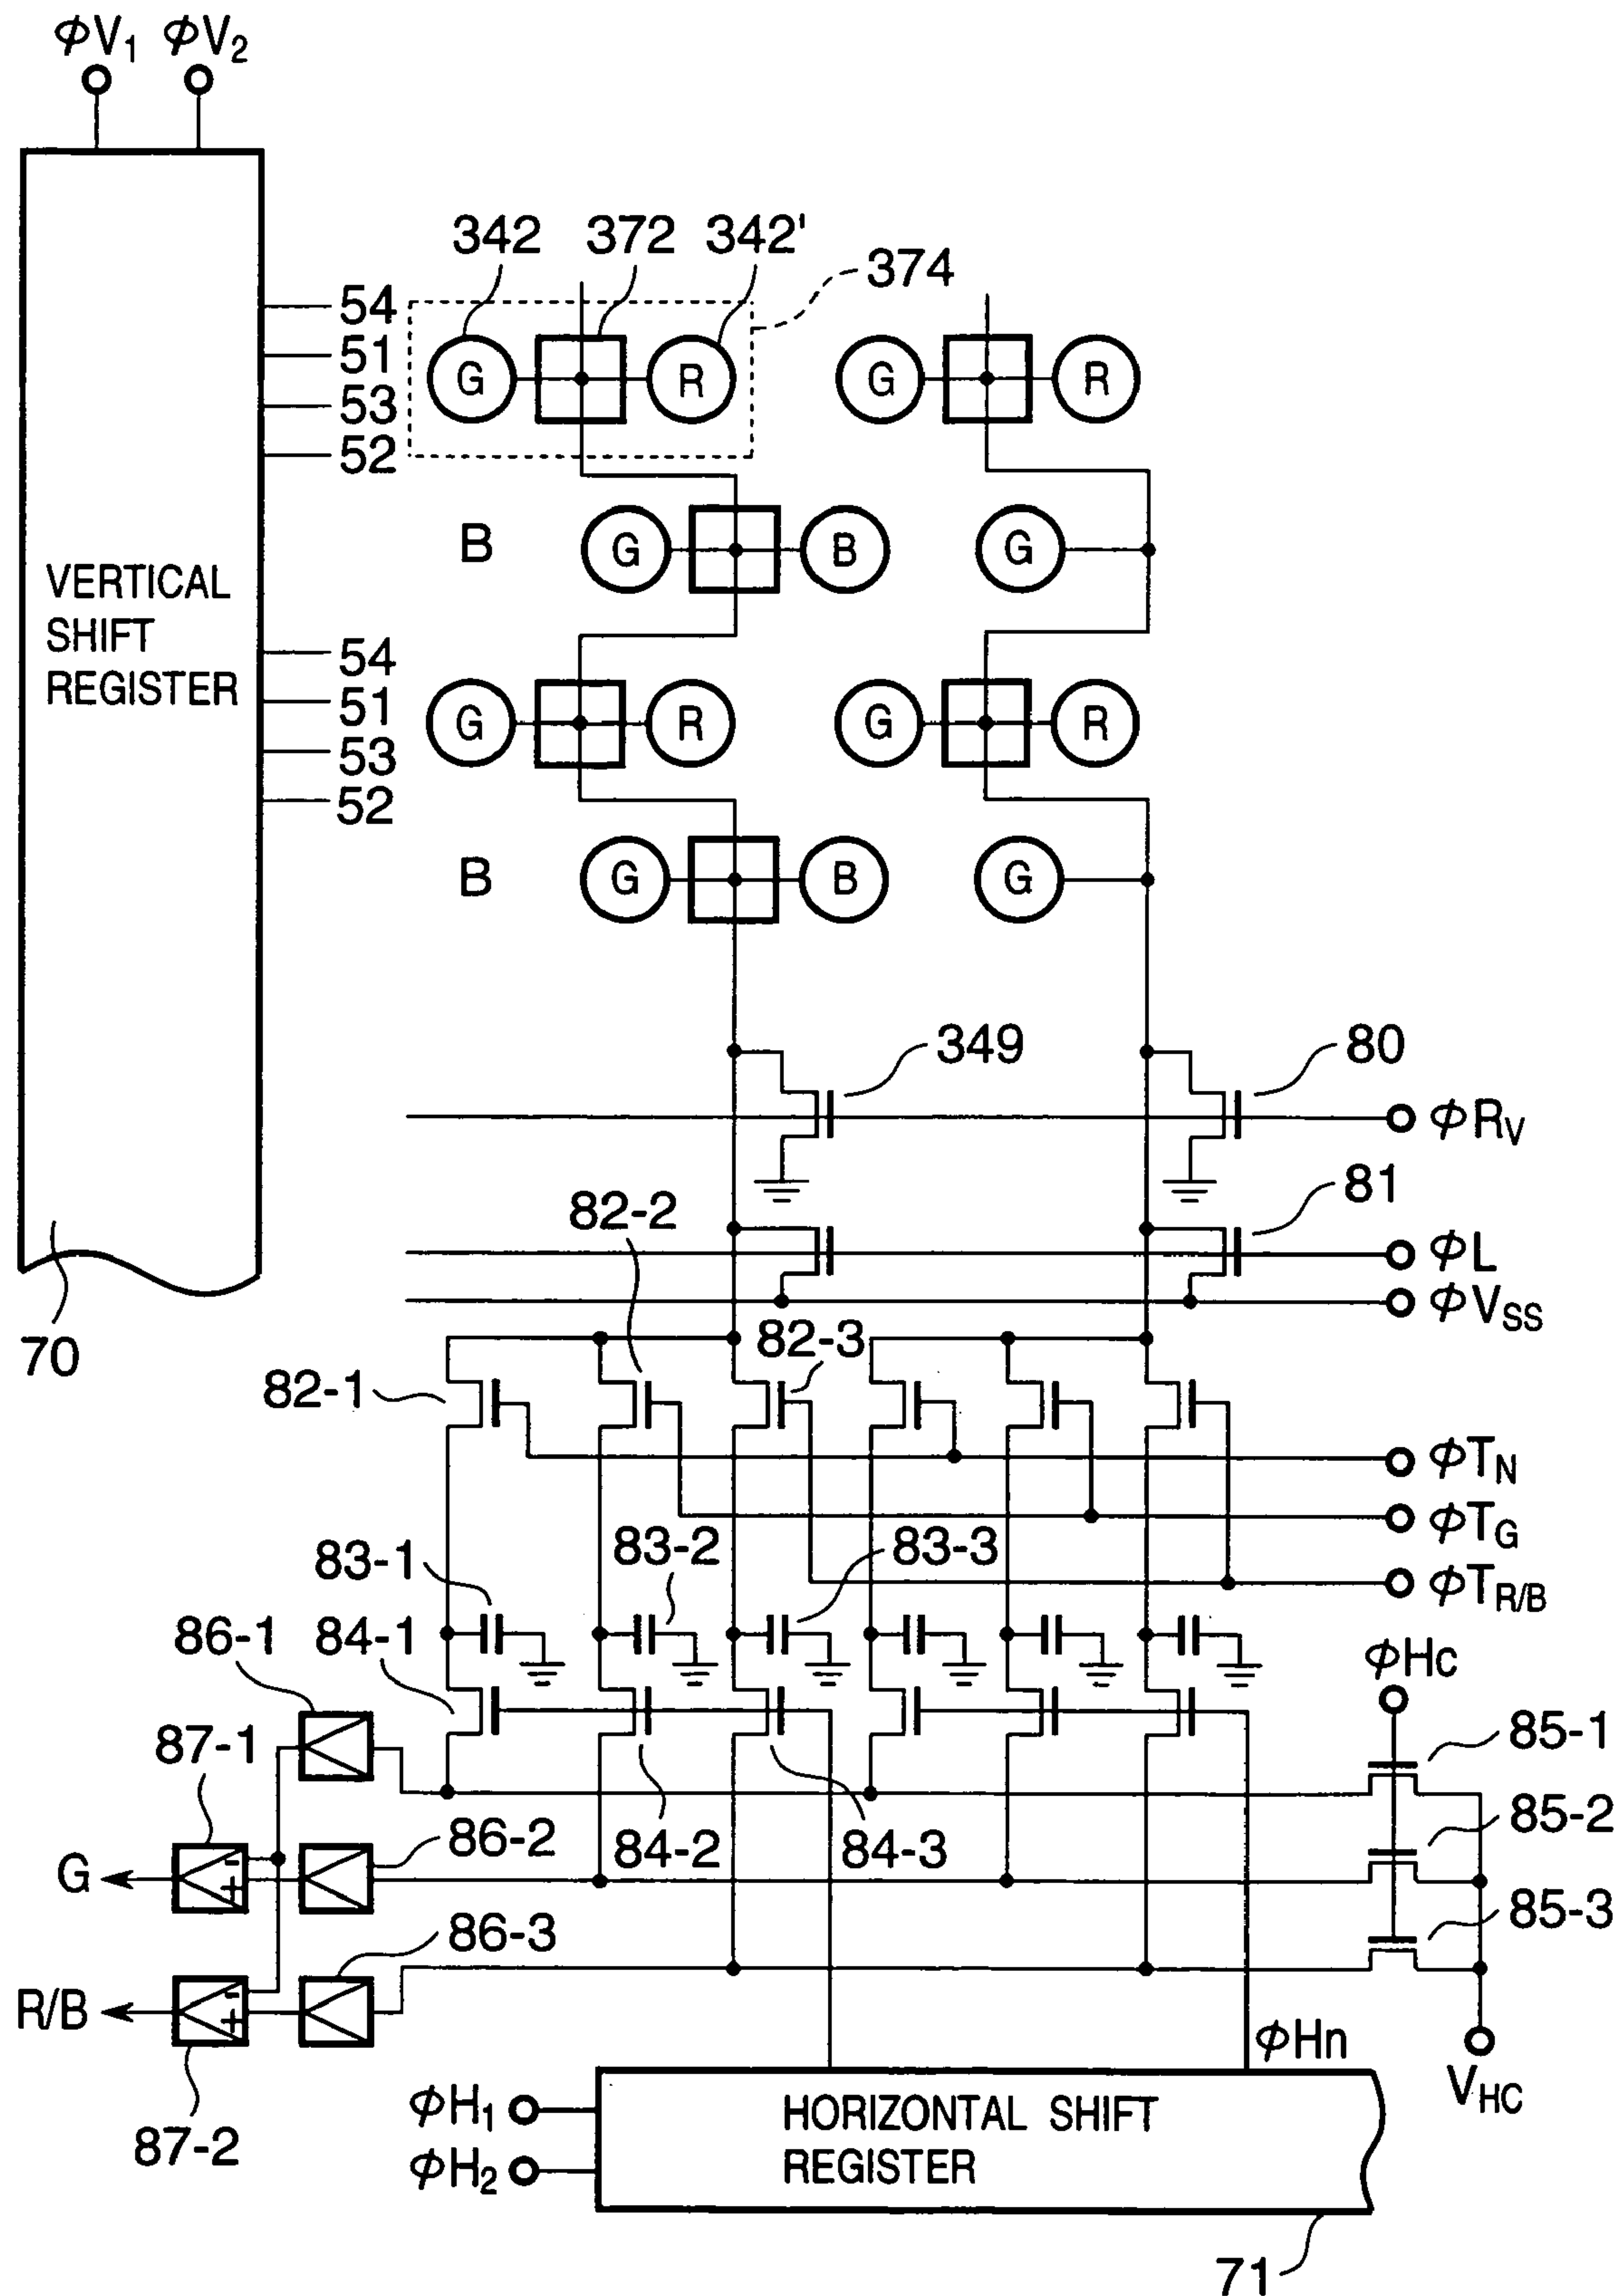 ϕV1 ϕV2
342 372 342' 374
54
51
53
52
G R G R
B G B G
VERTICAL
SHIFT
REGISTER
54
51
53
52
G R G R
B G B G
349 80
ϕRV
81
82-2
ϕL
ϕVSS
70
82-3
82-1
ϕTN
ϕTG
83-1 83-2 83-3
ϕTR/B
86-1 84-1
ϕHc
87-1
85-1
86-2 84-2 84-3
85-2
G
- +
86-3
85-3
R/B
- +
ϕHn
VHC
87-2
ϕH1
ϕH2
HORIZONTAL SHIFT
REGISTER
71